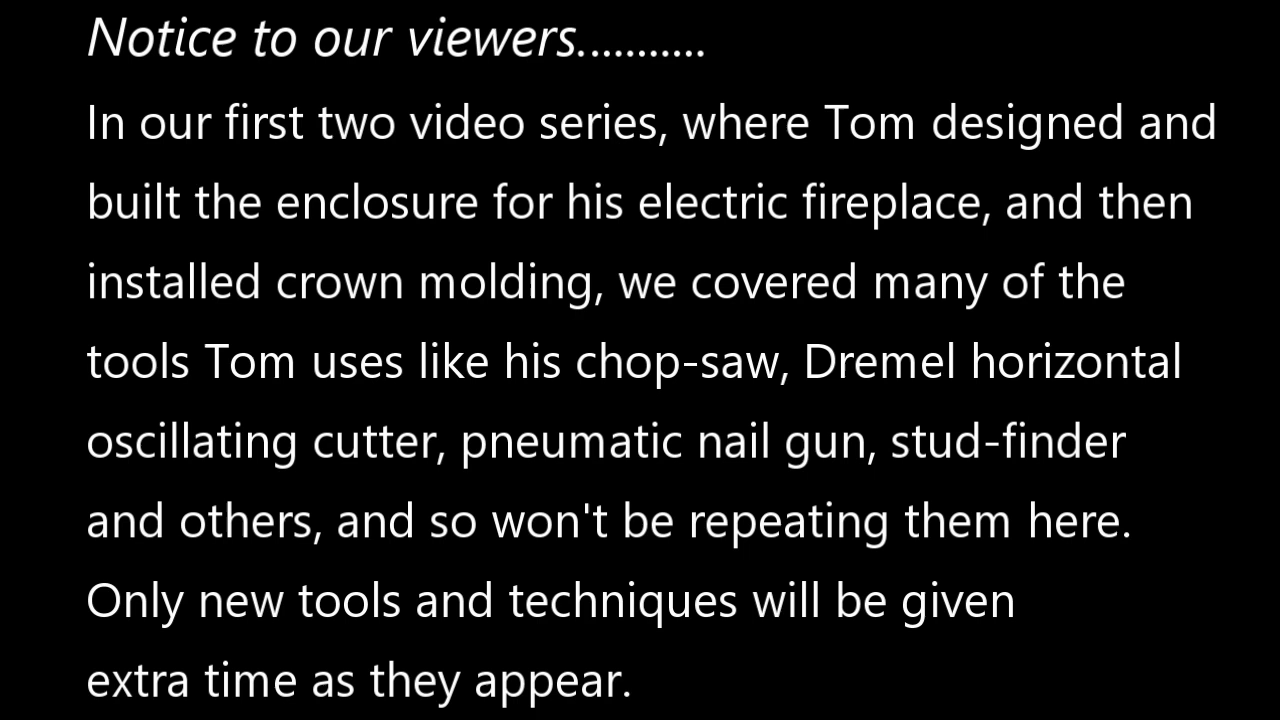 Notice to our viewers...........
In our first two video series, where Tom designed and
built the enclosure for his electric fireplace, and then
installed crown molding, we covered many of the
tools Tom uses like his chop-saw, Dremel horizontal
oscillating cutter, pneumatic nail gun, stud-finder
and others, and so won't be repeating them here.
Only new tools and techniques will be given
extra time as they appear.